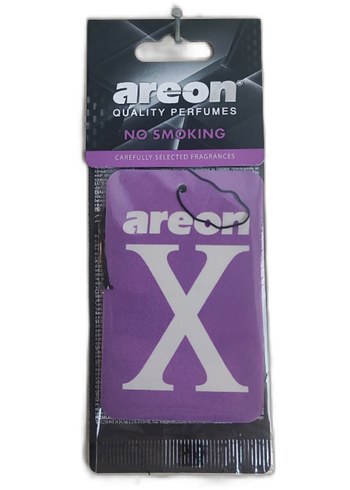 areon
QUALITY PERFUMES
NO SMOKING
CAREFULLY SELECTED FRAGRANCES
areon
X